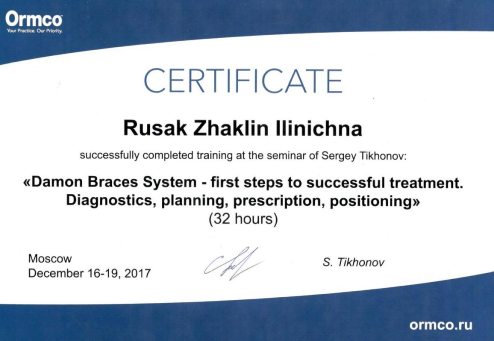 Ormco
Your Practice. Our Priority.
CERTIFICATE
Rusak Zhaklin Ilinichna
successfully completed training at the seminar of Sergey Tikhonov:
«Damon Braces System - first steps to successful treatment.
Diagnostics, planning, prescription, positioning»
(32 hours)
Moscow
December 16-19, 2017
S. Tikhonov
ormco.ru